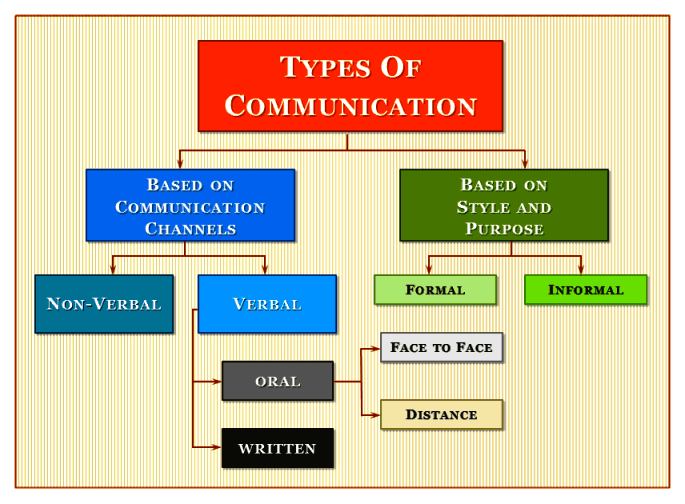 Types Of
Communication
Based on
Communication
Channels
Based on
Style and
Purpose
Non-Verbal
Verbal
Formal
Informal
Face to Face
Oral
Distance
Written